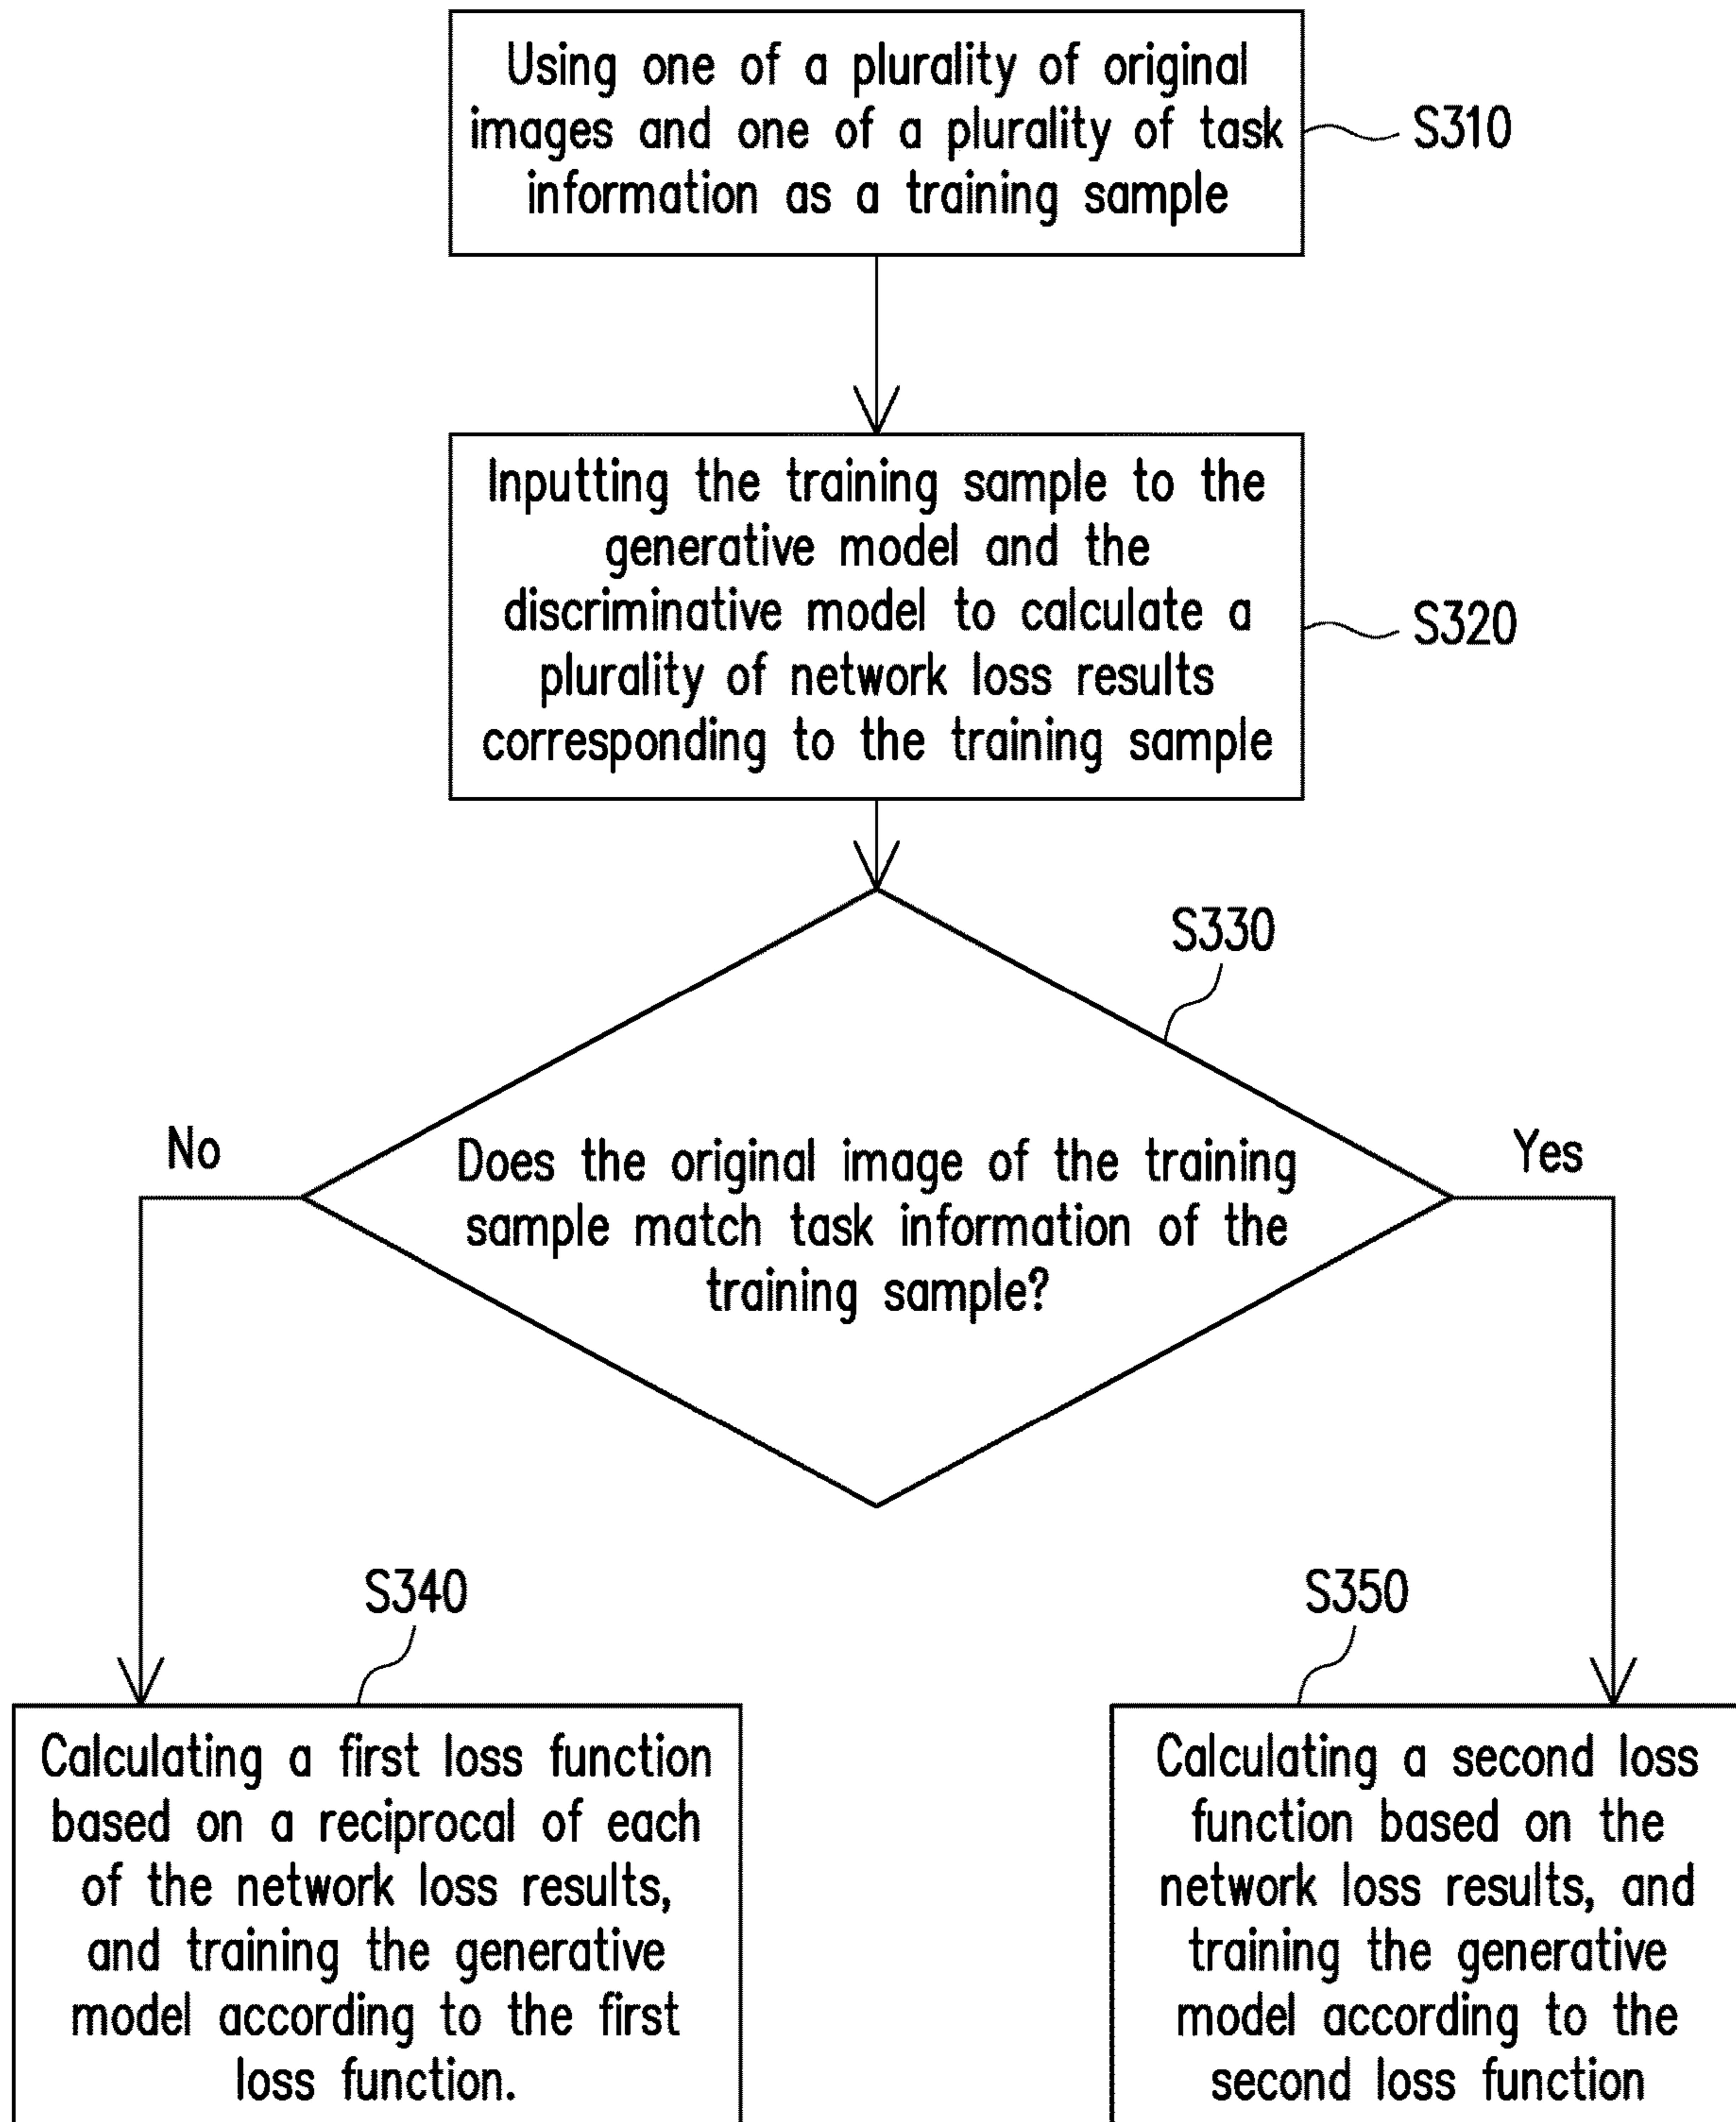 Using one of a plurality of original
images and one of a plurality of task
information as a training sample
S310
Inputting the training sample to the
generative model and the
discriminative model to calculate a
plurality of network loss results
corresponding to the training sample
S320
S330
No
Yes
Does the original image of the training
sample match task information of the
training sample?
S340
Calculating a first loss function
based on a reciprocal of each
of the network loss results,
and training the generative
model according to the first
loss function.
S350
Calculating a second loss
function based on the
network loss results, and
training the generative
model according to the
second loss function